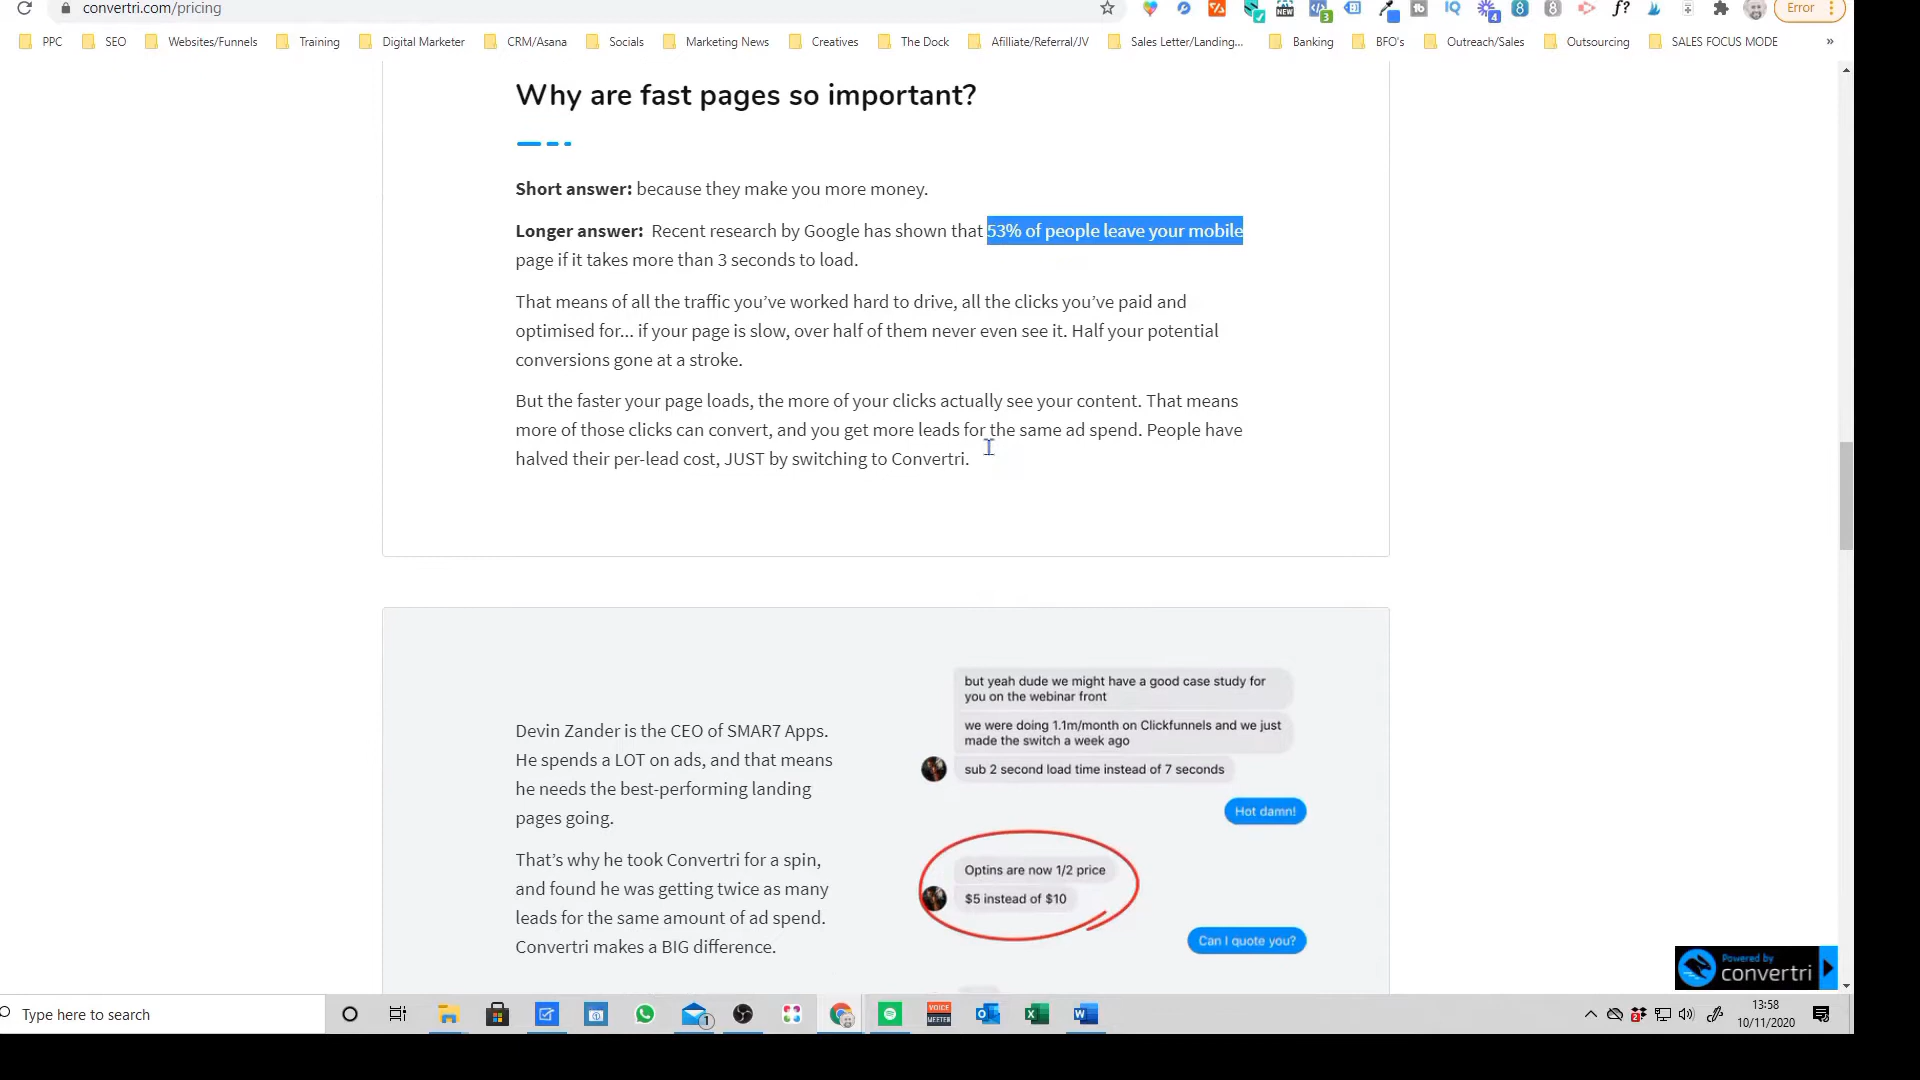 convertri.com/pricing
Error
PPC SEO Websites/Funnels Training Digital Marketer CRM/Asana Socials Marketing News Creatives The Dock Afilliate/Referral/JV Sales Letter/Landing... Banking BFO's Outreach/Sales Outsourcing SALES FOCUS MODE »
Why are fast pages so important?
Short answer: because they make you more money.
Longer answer: Recent research by Google has shown that 53% of people leave your mobile
page if it takes more than 3 seconds to load.
That means of all the traffic you’ve worked hard to drive, all the clicks you’ve paid and
optimised for... if your page is slow, over half of them never even see it. Half your potential
conversions gone at a stroke.
But the faster your page loads, the more of your clicks actually see your content. That means
more of those clicks can convert, and you get more leads for the same ad spend. People have
halved their per-lead cost, JUST by switching to Convertri.
Devin Zander is the CEO of SMAR7 Apps.
He spends a LOT on ads, and that means
he needs the best-performing landing
pages going.
That’s why he took Convertri for a spin,
and found he was getting twice as many
leads for the same amount of ad spend.
Convertri makes a BIG difference.
but yeah dude we might have a good case study for
you on the webinar front
we were doing 1.1m/month on Clickfunnels and we just
made the switch a week ago
sub 2 second load time instead of 7 seconds
Hot damn!
Optins are now 1/2 price
$5 instead of $10
Can I quote you?
Powered by
convertri
Type here to search
VOICE
MEETER
13:58
10/11/2020